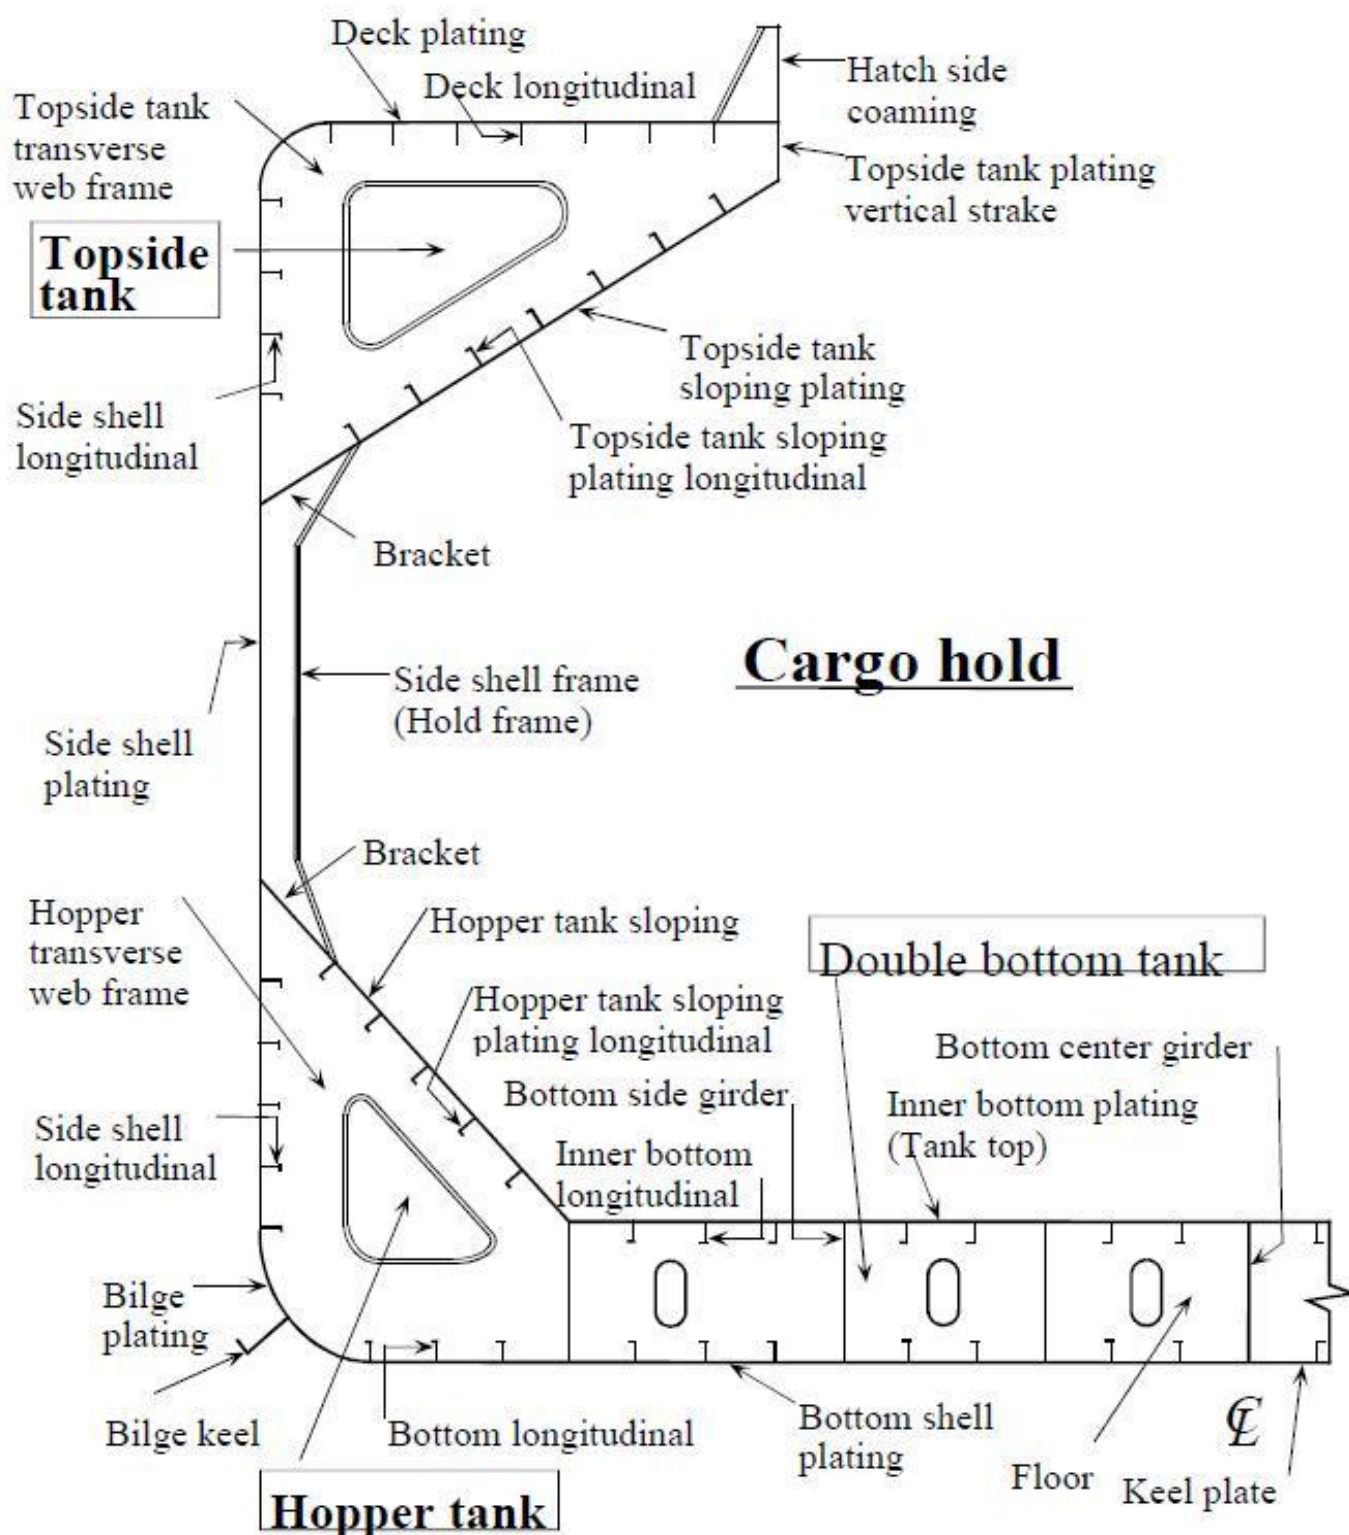 Deck plating
Deck longitudinal
Hatch side
coaming
Topside tank
transverse
web frame
Topside tank plating
vertical strake
Topside
tank
Topside tank
sloping plating
Side shell
longitudinal
Topside tank sloping
plating longitudinal
Bracket
Cargo hold
Side shell frame
(Hold frame)
Side shell
plating
Bracket
Hopper
transverse
web frame
Hopper tank sloping
Double bottom tank
Hopper tank sloping
plating longitudinal
Bottom center girder
Bottom side girder
Inner bottom plating
(Tank top)
Side shell
longitudinal
Inner bottom
longitudinal
Bilge
plating
Bilge keel
Bottom longitudinal
Bottom shell
plating
℄
Floor
Keel plate
Hopper tank